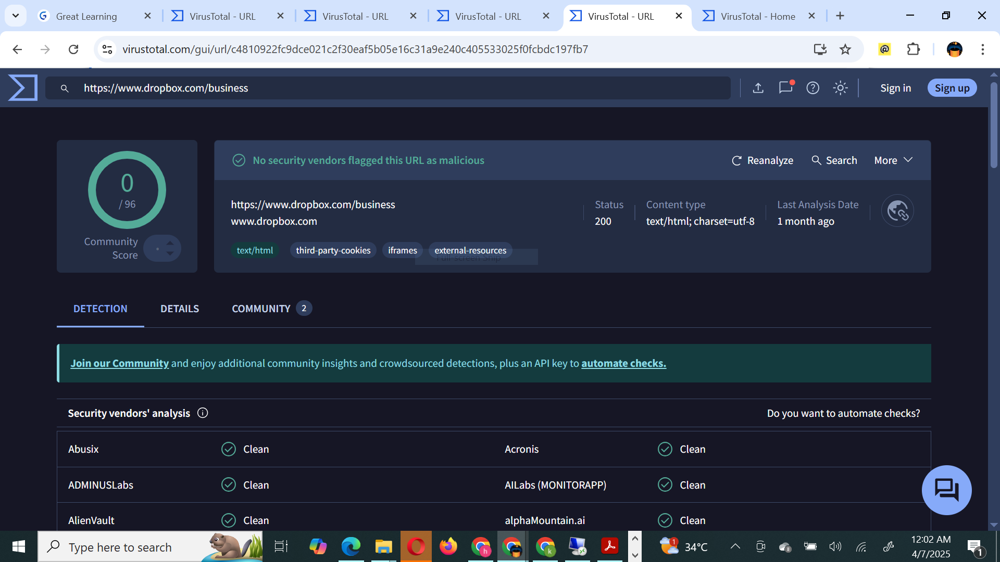 Great Learning
VirusTotal - URL
VirusTotal - URL
VirusTotal - URL
VirusTotal - URL
VirusTotal - Home
virustotal.com/gui/url/c4810922fc9dce021c2f30eaf5b05e16c31a9e240c405533025f0fcbdc197fb7
https://www.dropbox.com/business
Sign in
Sign up
0
/ 96
Community
Score
No security vendors flagged this URL as malicious
Reanalyze
Search
More
https://www.dropbox.com/business
www.dropbox.com
Status
200
Content type
text/html; charset=utf-8
Last Analysis Date
1 month ago
text/html
third-party-cookies
iframes
external-resources
Full-screen Snip
DETECTION
DETAILS
COMMUNITY 2
Join our Community and enjoy additional community insights and crowdsourced detections, plus an API key to automate checks.
Security vendors' analysis
Do you want to automate checks?
Abusix Clean Acronis Clean
ADMINUSLabs Clean AILabs (MONITORAPP) Clean
AlienVault Clean alphaMountain.ai Clean
Type here to search
h
k
1
34°C
12:02 AM
4/7/2025
1